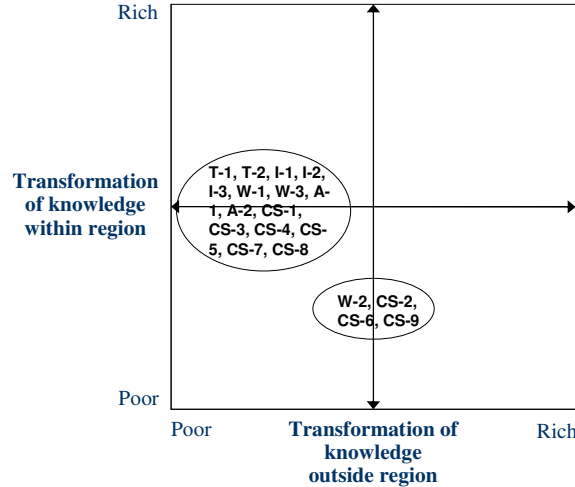 Rich
T-1, T-2, I-1, I-2,
I-3, W-1, W-3, A-
1, A-2, CS-1,
CS-3, CS-4, CS-
5, CS-7, CS-8
Transformation
of knowledge
within region
W-2, CS-2,
CS-6, CS-9
Poor
Poor
Transformation of
knowledge
outside region
Rich